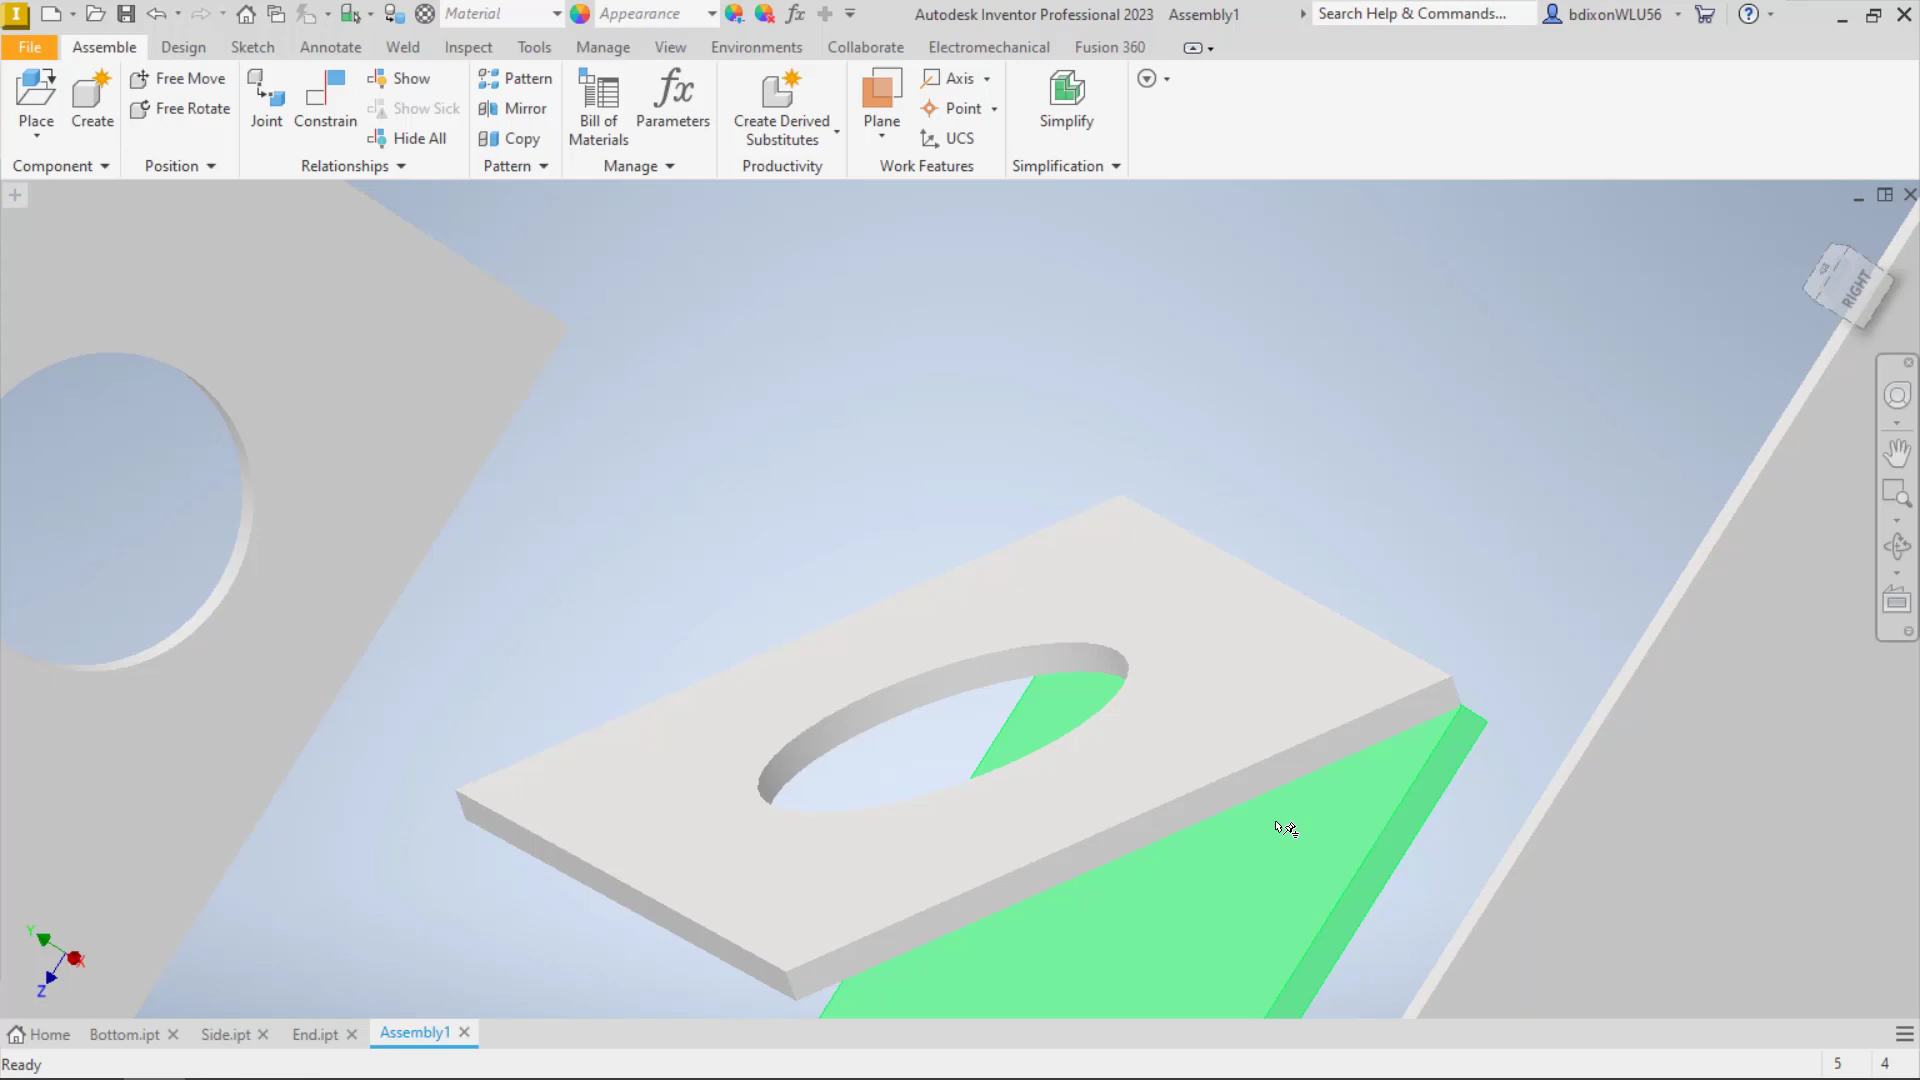 Material
Appearance
Autodesk Inventor Professional 2023 Assembly1
Search Help & Commands...
bdixonWLU56
File Assemble Design Sketch Annotate Weld Inspect Tools Manage View Environments Collaborate Electromechanical Fusion 360
Place
Create
Free Move
Free Rotate
Joint
Constrain
Show
Show Sick
Hide All
Pattern
Mirror
Copy
Bill of
Materials
fx
Parameters
Create Derived
Substitutes
Plane
Axis
Point
UCS
Simplify
Component Position Relationships Pattern Manage Productivity Work Features Simplification
RIGHT
Y
X
Z
Home Bottom.ipt Side.ipt End.ipt Assembly1
Ready
5 4